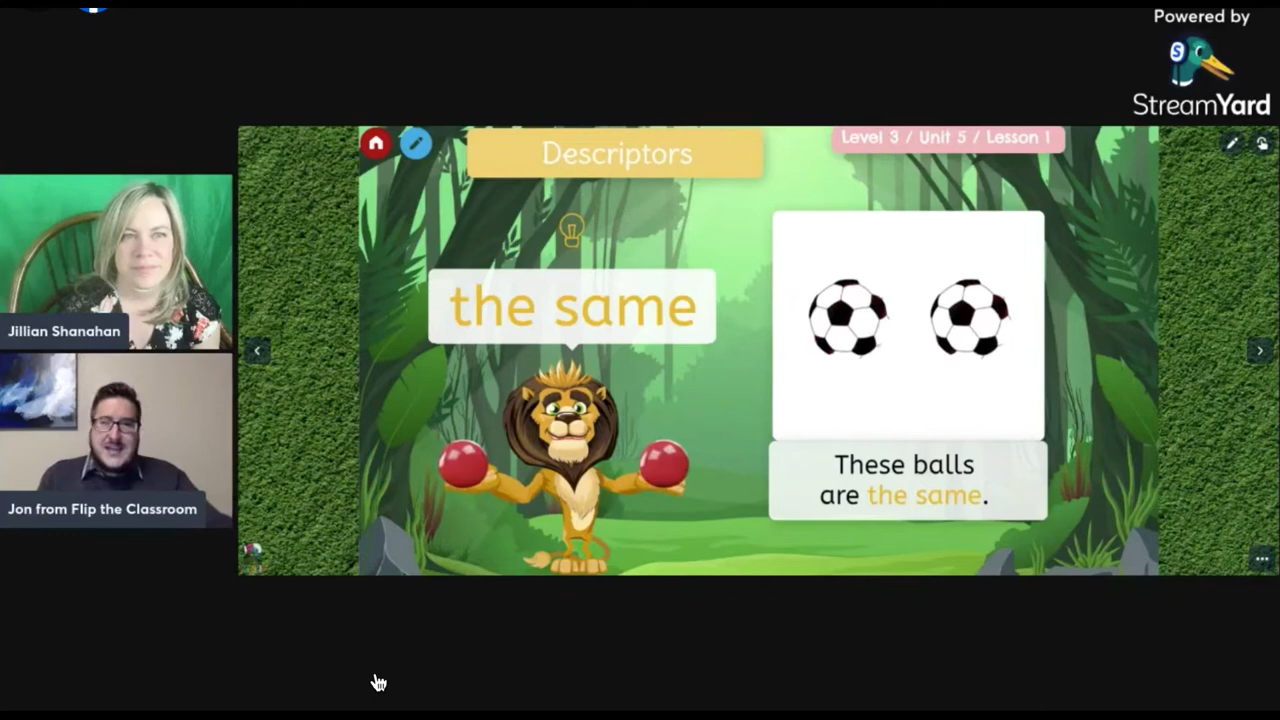 Powered by
S
StreamYard
Descriptors
Level 3 / Unit 5 / Lesson 1
the same
These balls
are the same.
Jillian Shanahan
Jon from Flip the Classroom